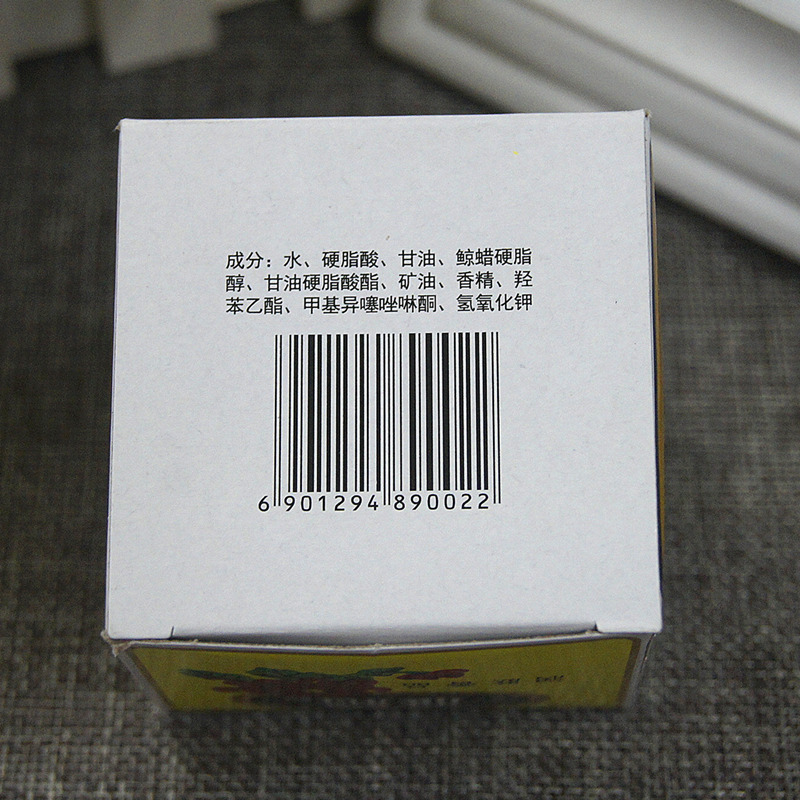 成分：水、硬脂酸、甘油、鲸蜡硬脂
醇、甘油硬脂酸酯、矿油、香精、羟
苯乙酯、甲基异噻唑啉酮、氢氧化钾
6 901294 890022